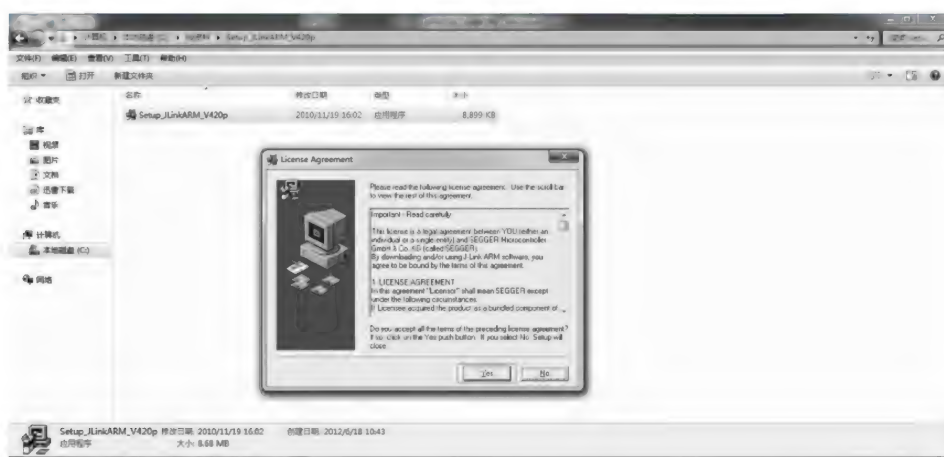 Setup_JLinkARM_V420p
文件(F) 编辑(E) 查看(V) 工具(T) 帮助(H)
组织 打开 新建文件夹
名称 修改日期 类型 大小
Setup_JLinkARM_V420p 2010/11/19 16:02 应用程序 8,899 KB
收藏夹
库
视频
图片
文档
迅雷下载
音乐
计算机
本地磁盘 (C:)
网络
License Agreement
Please read the following license agreement. Use the scroll bar
to view the rest of this agreement.
Important - Read carefully:
This license is a legal agreement between YOU (either an
individual or a single entity) and SEGGER Microcontroller
GmbH & Co. KG (called SEGGER).
By downloading and/or using J-Link ARM software, you
agree to be bound by the terms of this agreement.
1. LICENSE AGREEMENT
In this agreement "Licensor" shall mean SEGGER except
under the following circumstances:
If Licensee acquired the product as a bundled component of
Do you accept all the terms of the preceding license agreement?
If so, click on the Yes push button. If you select No, Setup will
close.
Yes No
Setup_JLinkARM_V420p 修改日期: 2010/11/19 16:02 创建日期: 2012/6/18 10:43
应用程序 大小: 8.68 MB